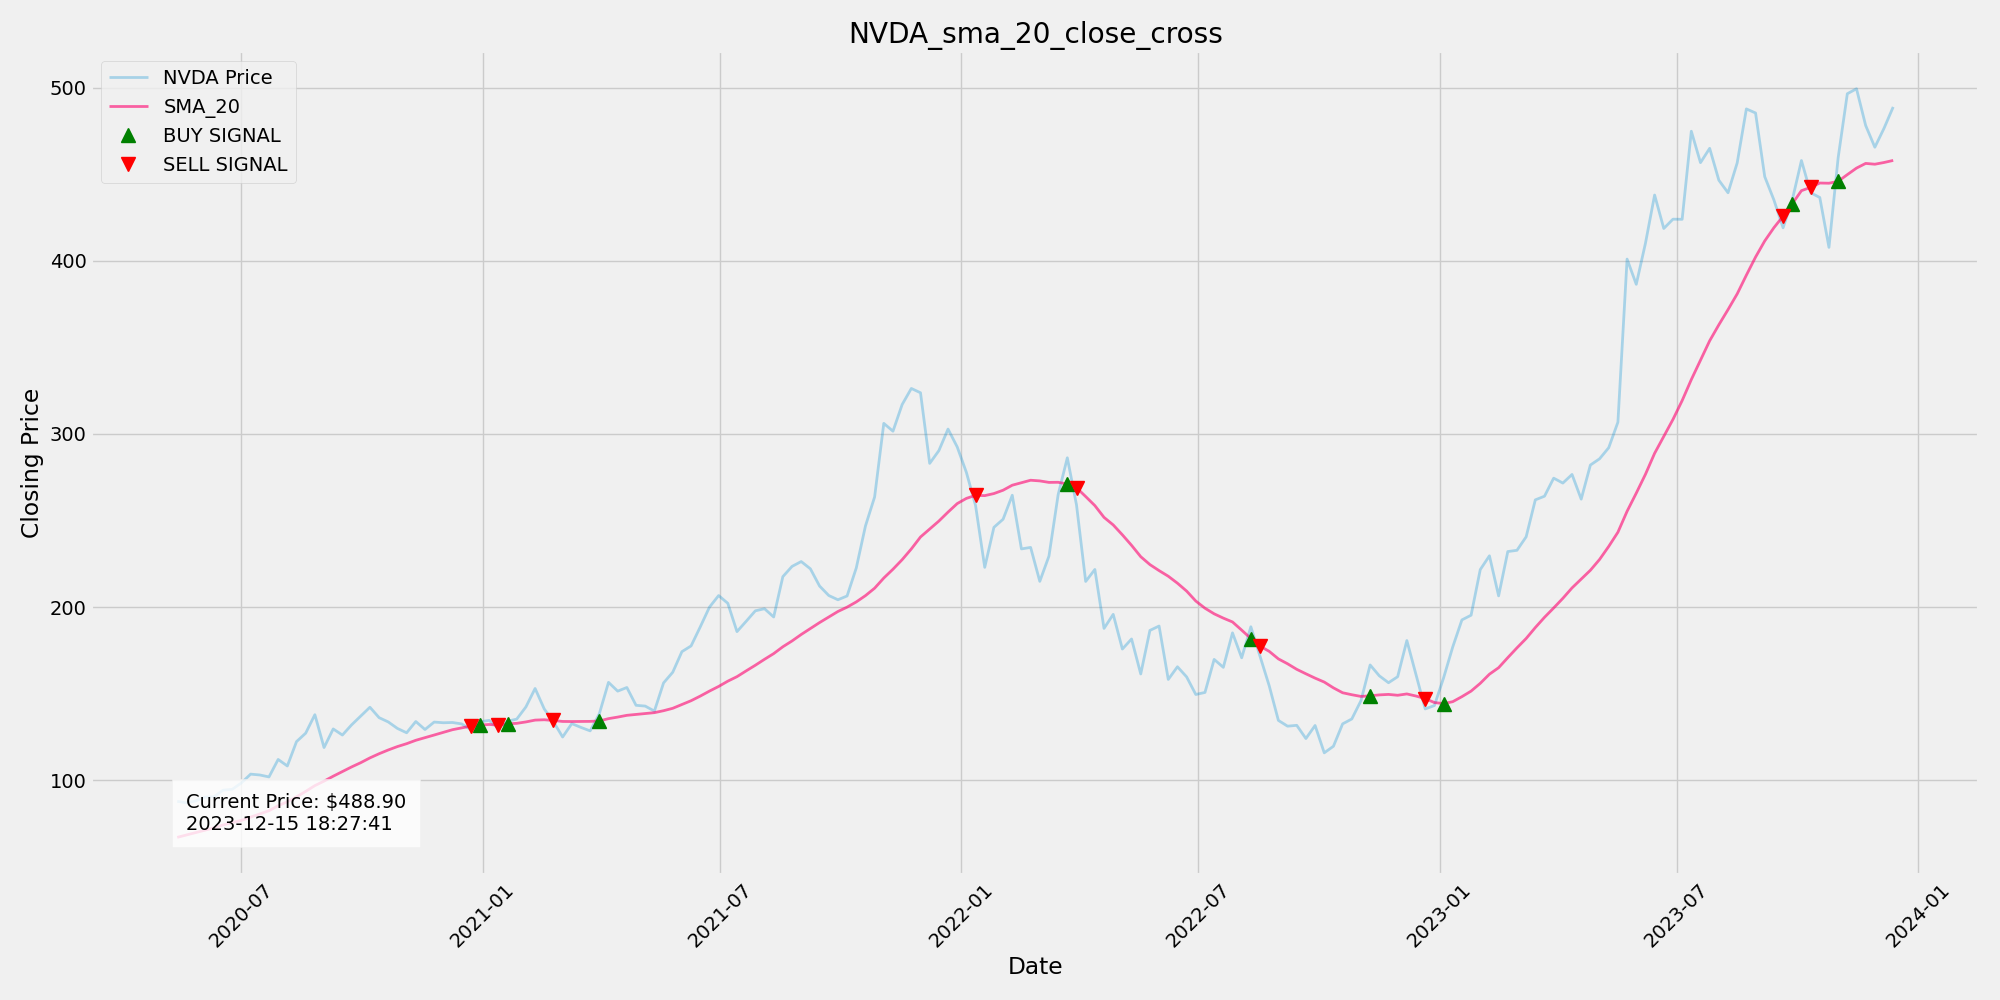 NVDA_sma_20_close_cross
NVDA Price
SMA_20
BUY SIGNAL
SELL SIGNAL
500
400
300
200
100
Closing Price
Current Price: $488.90
2023-12-15 18:27:41
2020-07
2021-01
2021-07
2022-01
2022-07
2023-01
2023-07
2024-01
Date